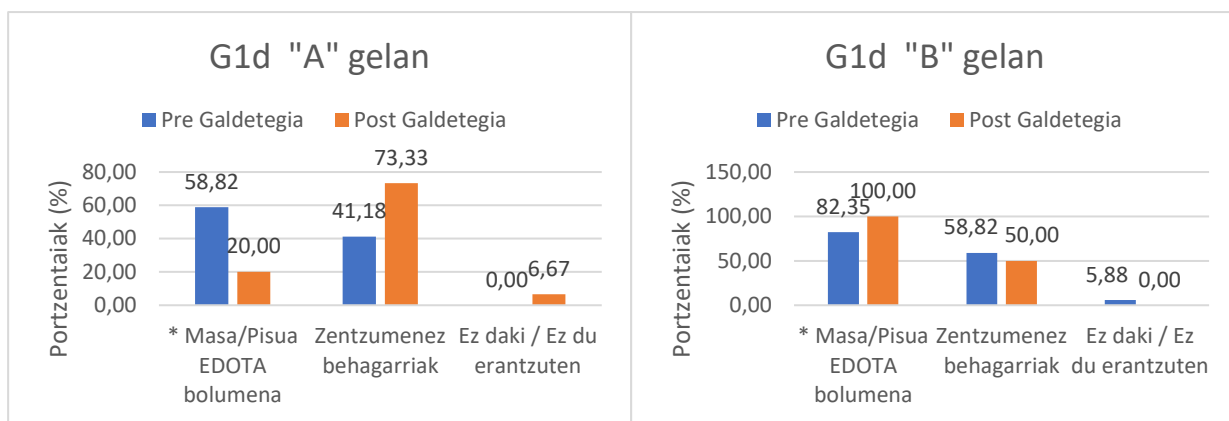 G1d "A" gelan
Pre Galdetegia Post Galdetegia
Portzentaiak (%)
80,00
60,00
40,00
20,00
0,00
58,82
20,00
41,18
73,33
0,00
6,67
* Masa/Pisua
EDOTA
bolumena
Zentzumenez
behagarriak
Ez daki / Ez du
erantzuten
G1d "B" gelan
Pre Galdetegia Post Galdetegia
Portzentaiak (%)
150,00
100,00
50,00
0,00
82,35
100,00
58,82
50,00
5,88
0,00
* Masa/Pisua
EDOTA
bolumena
Zentzumenez
behagarriak
Ez daki / Ez
du erantzuten